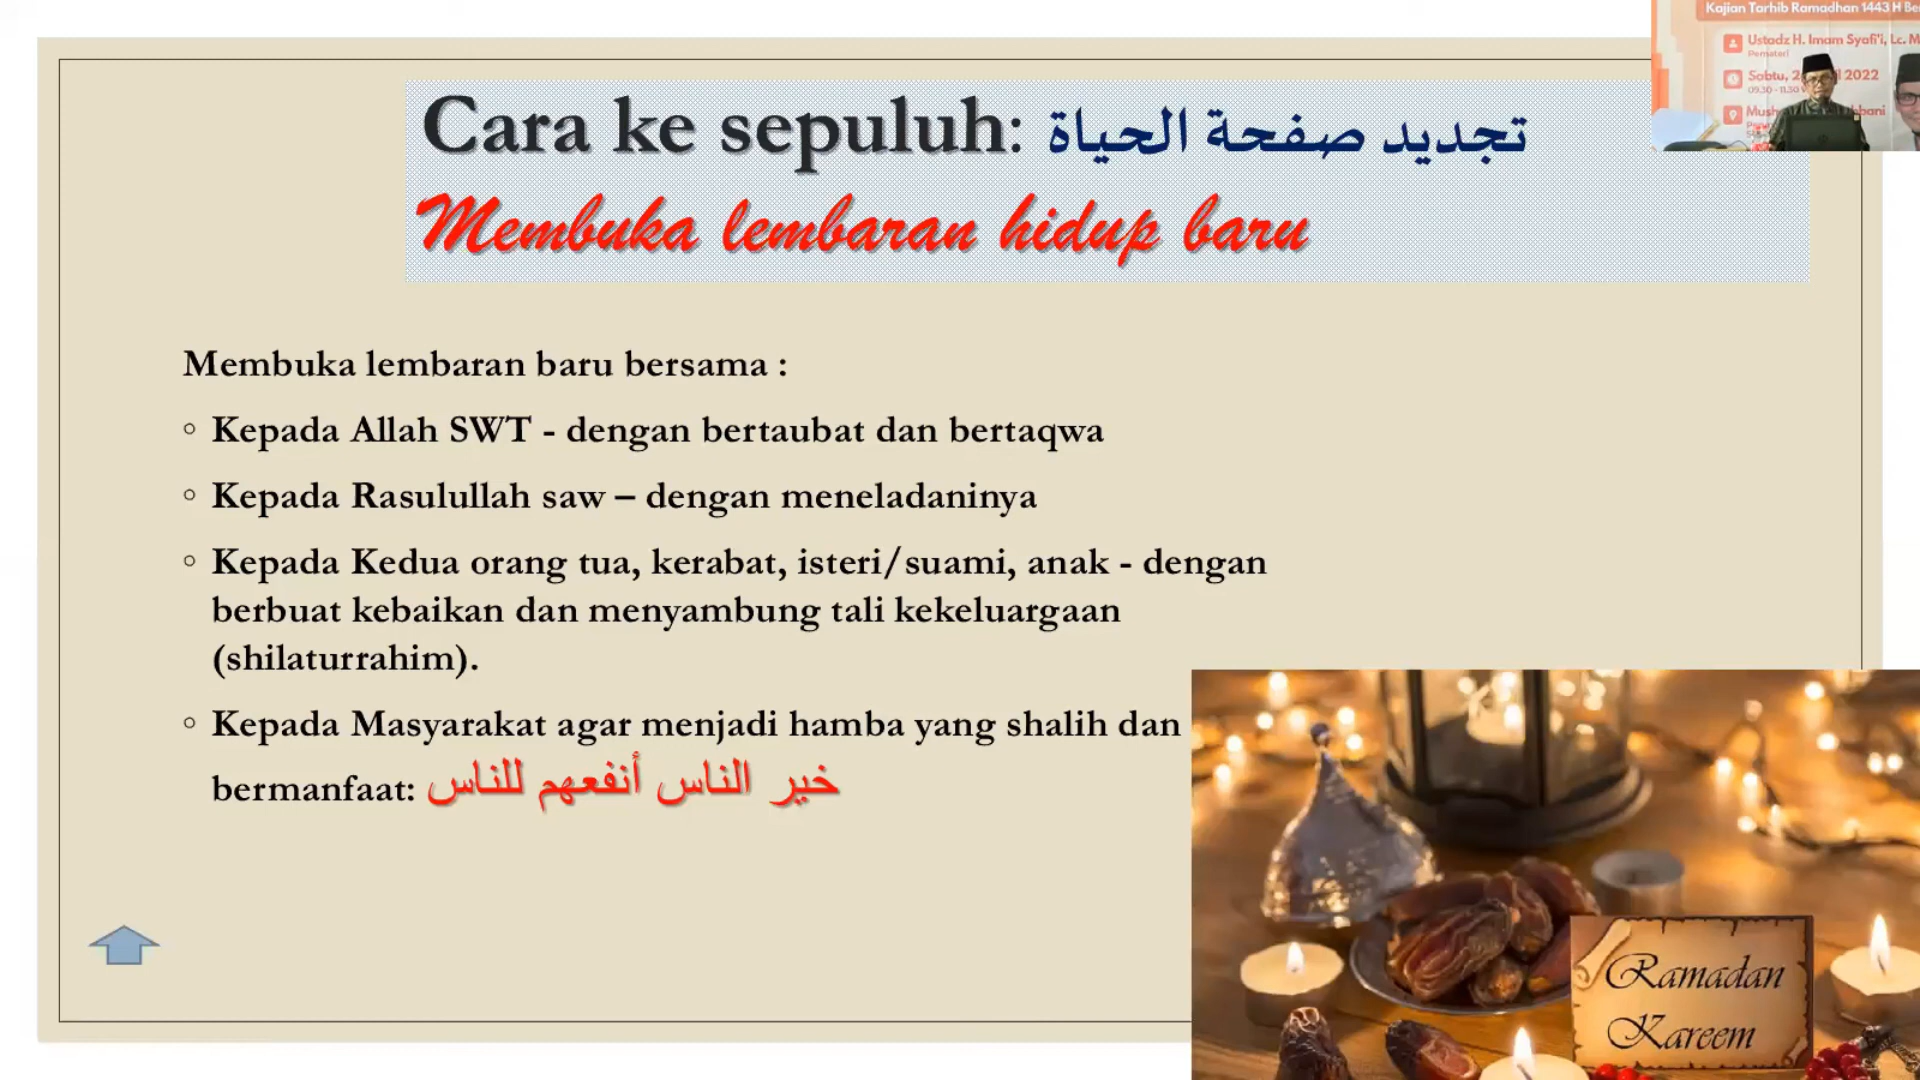 Cara ke sepuluh: تجديد صفحة الحياة
Membuka lembaran hidup baru
Membuka lembaran baru bersama :
◦ Kepada Allah SWT - dengan bertaubat dan bertaqwa
◦ Kepada Rasulullah saw – dengan meneladaninya
◦ Kepada Kedua orang tua, kerabat, isteri/suami, anak - dengan
berbuat kebaikan dan menyambung tali kekeluargaan
(shilaturrahim).
◦ Kepada Masyarakat agar menjadi hamba yang shalih dan
bermanfaat: خير الناس أنفعهم للناس
Kajian Tarhib Ramadhan 1443 H
Ustadz H. Imam Syafi'i, Lc.
Pemateri
Sabtu, 2022
Ramadan
Kareem